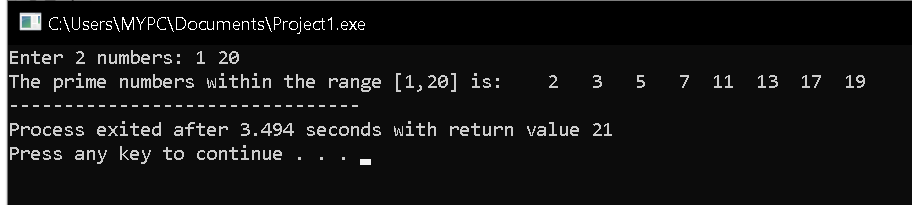 C:\Users\MYPC\Documents\Project1.exe
Enter 2 numbers: 1 20
The prime numbers within the range [1,20] is:    2   3   5   7  11  13  17  19
--------------------------------
Process exited after 3.494 seconds with return value 21
Press any key to continue . . .